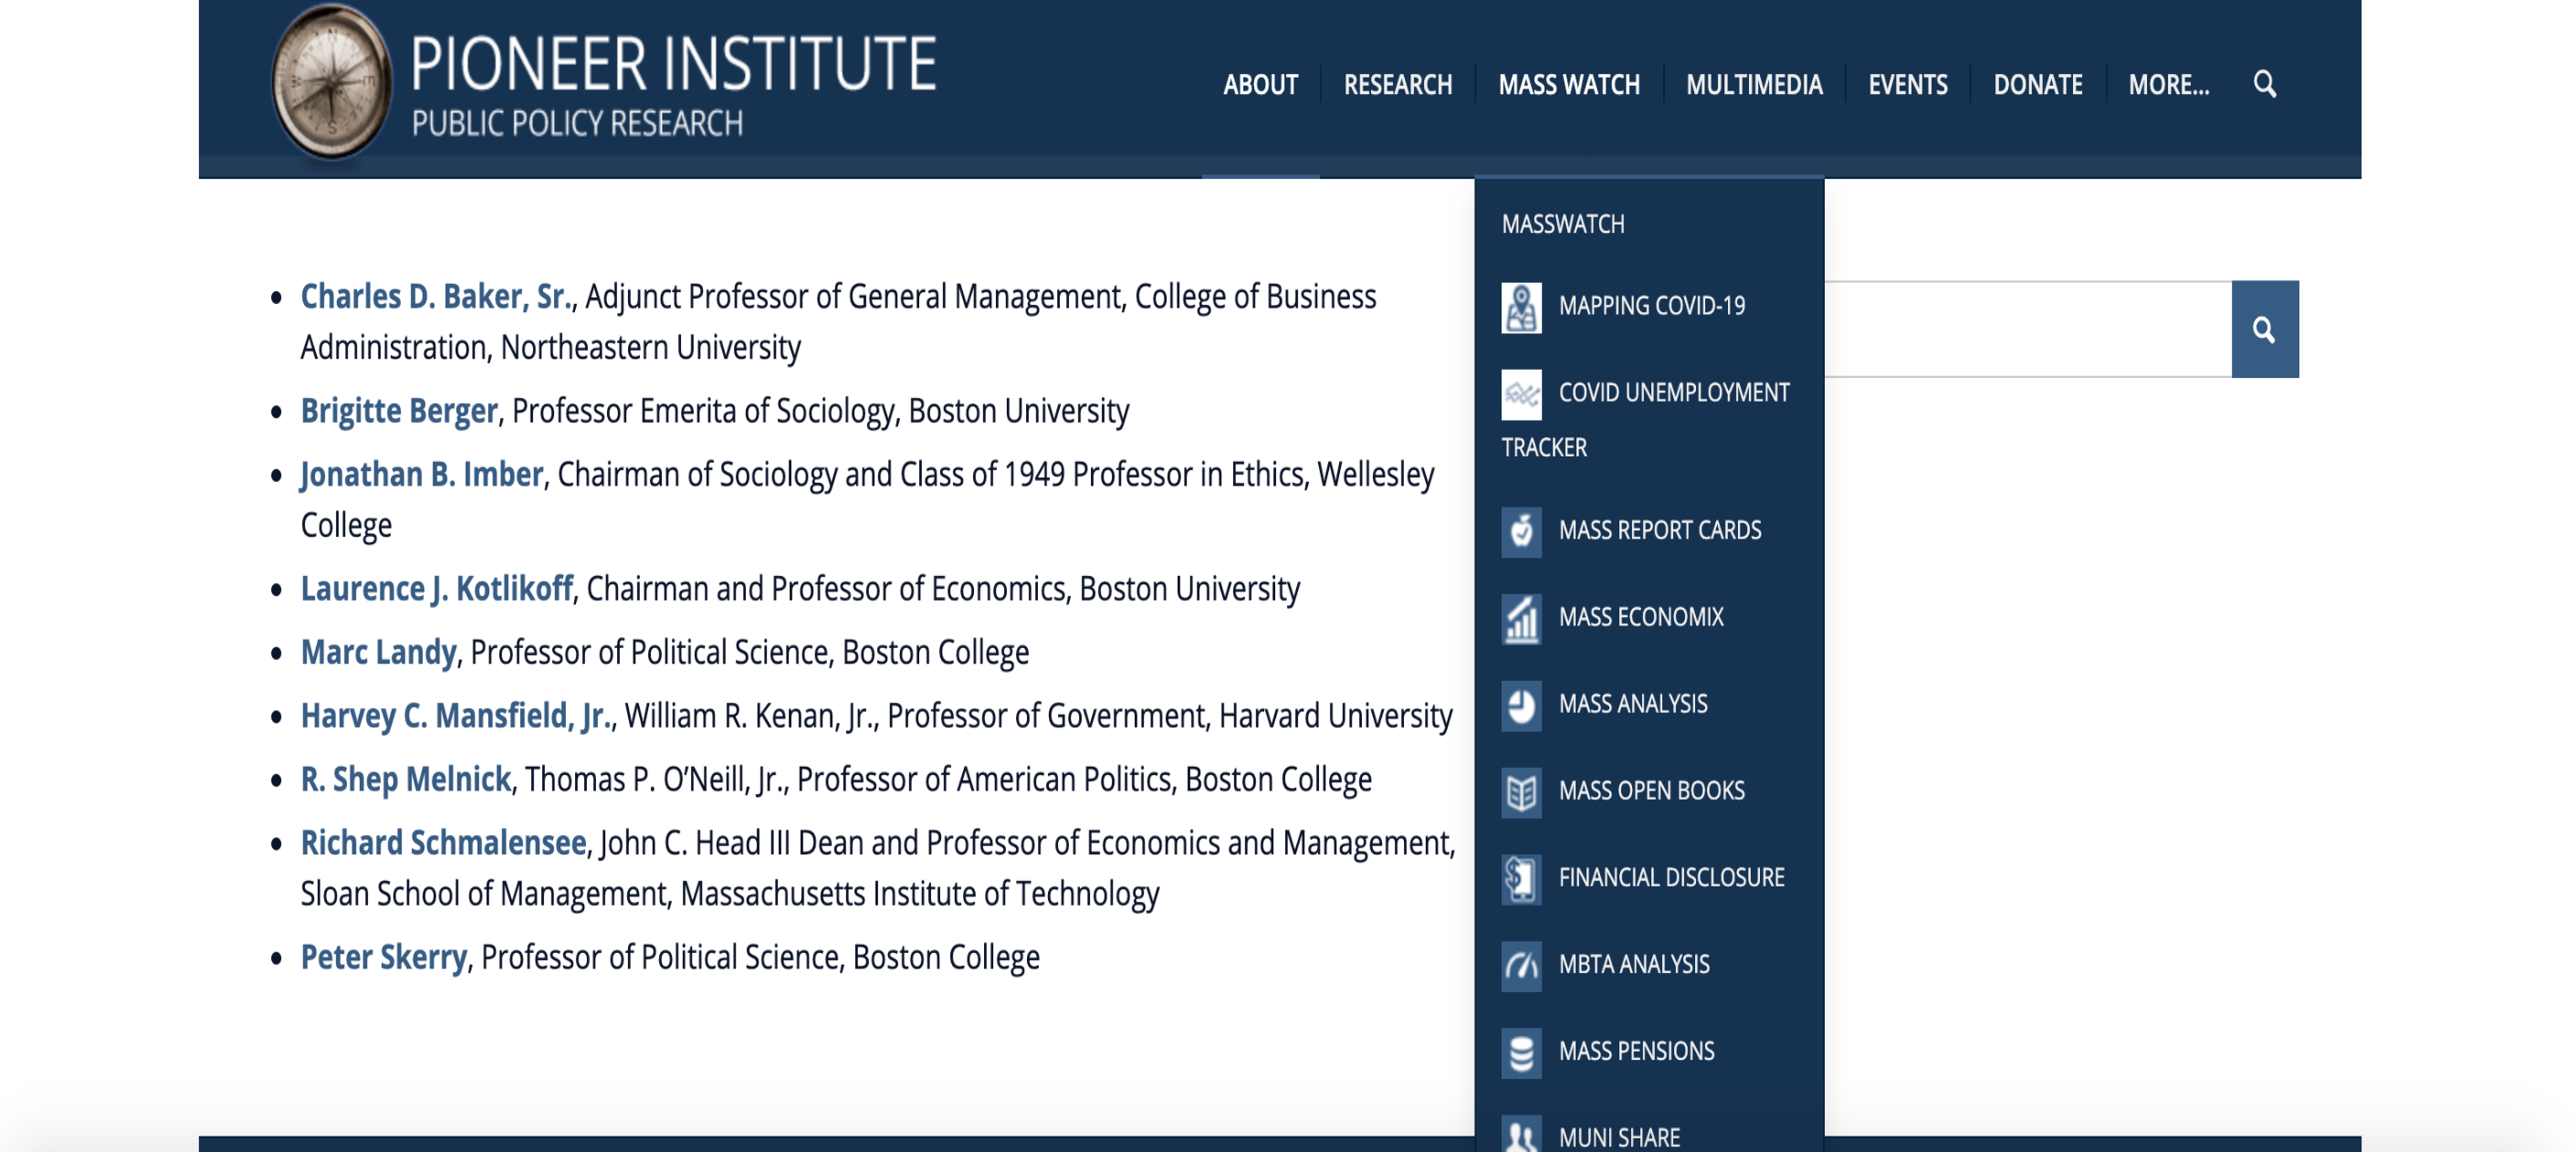 PIONEER INSTITUTE
PUBLIC POLICY RESEARCH
ABOUT
RESEARCH
MASS WATCH
MULTIMEDIA
EVENTS
DONATE
MORE...
• Charles D. Baker, Sr., Adjunct Professor of General Management, College of Business
Administration, Northeastern University
• Brigitte Berger, Professor Emerita of Sociology, Boston University
• Jonathan B. Imber, Chairman of Sociology and Class of 1949 Professor in Ethics, Wellesley
College
• Laurence J. Kotlikoff, Chairman and Professor of Economics, Boston University
• Marc Landy, Professor of Political Science, Boston College
• Harvey C. Mansfield, Jr., William R. Kenan, Jr., Professor of Government, Harvard University
• R. Shep Melnick, Thomas P. O’Neill, Jr., Professor of American Politics, Boston College
• Richard Schmalensee, John C. Head III Dean and Professor of Economics and Management,
Sloan School of Management, Massachusetts Institute of Technology
• Peter Skerry, Professor of Political Science, Boston College
MASSWATCH
MAPPING COVID-19
COVID UNEMPLOYMENT
TRACKER
MASS REPORT CARDS
MASS ECONOMIX
MASS ANALYSIS
MASS OPEN BOOKS
FINANCIAL DISCLOSURE
MBTA ANALYSIS
MASS PENSIONS
MUNI SHARE